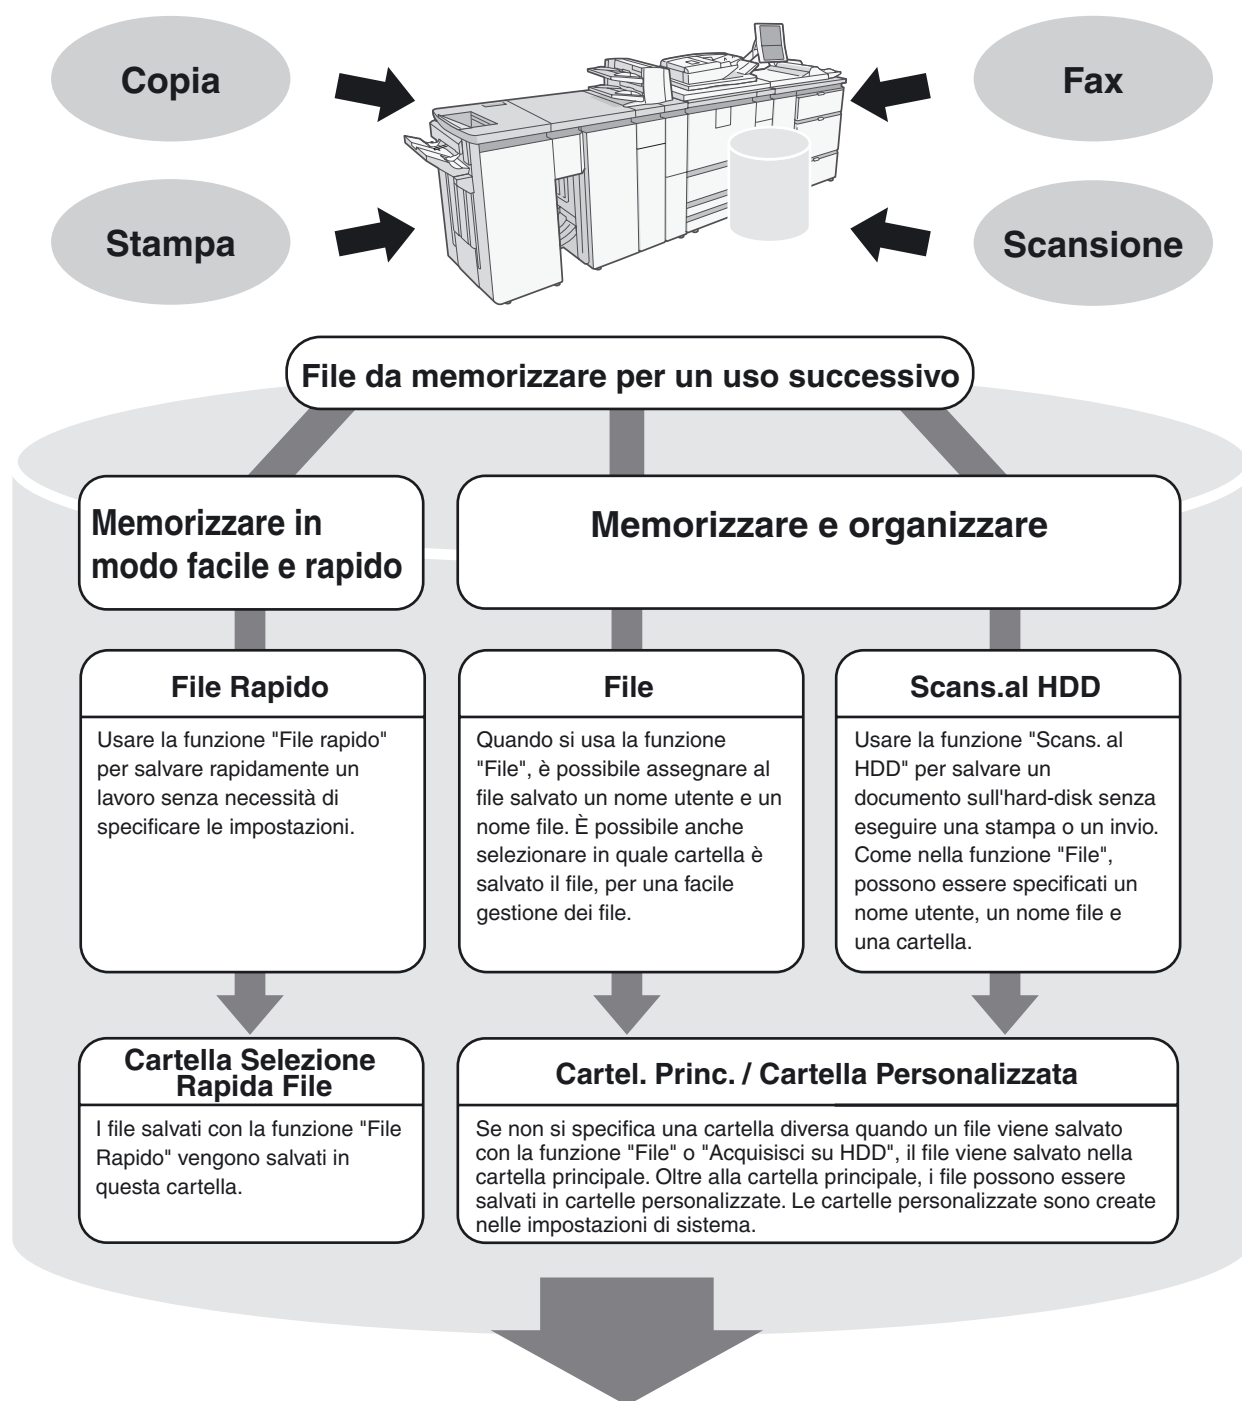 Copia
Fax
Stampa
Scansione
File da memorizzare per un uso successivo
Memorizzare in
modo facile e rapido
Memorizzare e organizzare
File Rapido
Usare la funzione "File rapido"
per salvare rapidamente un
lavoro senza necessità di
specificare le impostazioni.
File
Quando si usa la funzione
"File", è possibile assegnare al
file salvato un nome utente e un
nome file. È possibile anche
selezionare in quale cartella è
salvato il file, per una facile
gestione dei file.
Scans.al HDD
Usare la funzione "Scans. al
HDD" per salvare un
documento sull'hard-disk senza
eseguire una stampa o un invio.
Come nella funzione "File",
possono essere specificati un
nome utente, un nome file e
una cartella.
Cartella Selezione
Rapida File
I file salvati con la funzione "File
Rapido" vengono salvati in
questa cartella.
Cartel. Princ. / Cartella Personalizzata
Se non si specifica una cartella diversa quando un file viene salvato
con la funzione "File" o "Acquisisci su HDD", il file viene salvato nella
cartella principale. Oltre alla cartella principale, i file possono essere
salvati in cartelle personalizzate. Le cartelle personalizzate sono create
nelle impostazioni di sistema.